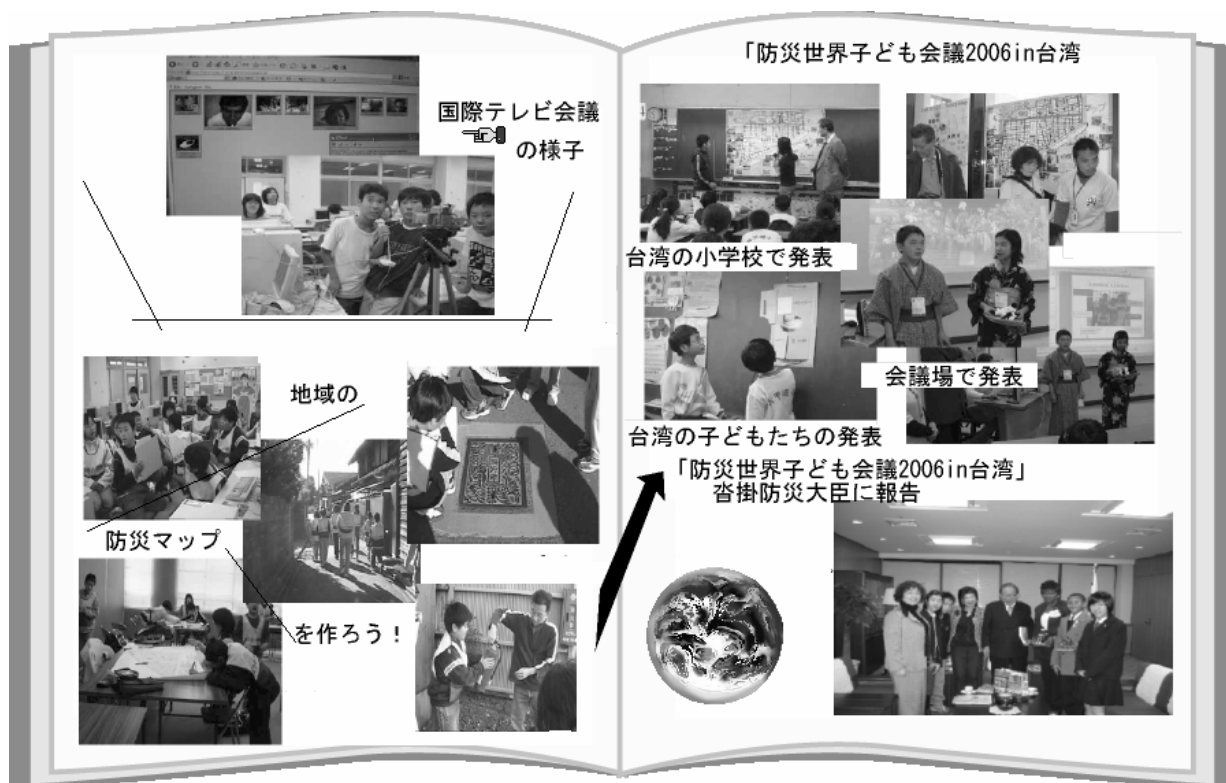 国際テレビ会議
の様子
地域の
防災マップ
を作ろう！
「防災世界子ども会議2006in台湾
台湾の小学校で発表
会議場で発表
台湾の子どもたちの発表
「防災世界子ども会議2006in台湾」
沓掛防災大臣に報告